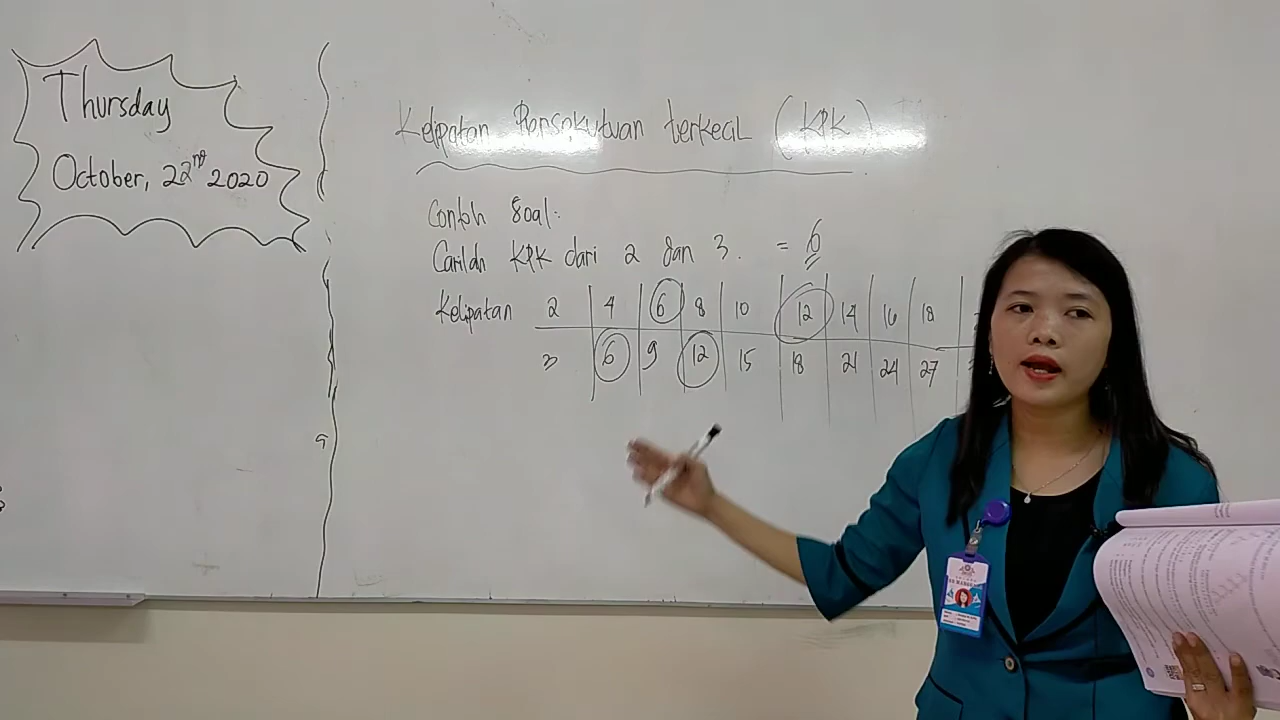 Thursday
October, 22nd 2020
Kelipatan Persekutuan terkecil (KPK)
Contoh Soal:
Carilah KPK dari 2 dan 3. = 6
Kelipatan 2 4 6 8 10 12 14 16 18
3 6 9 12 15 18 21 24 27